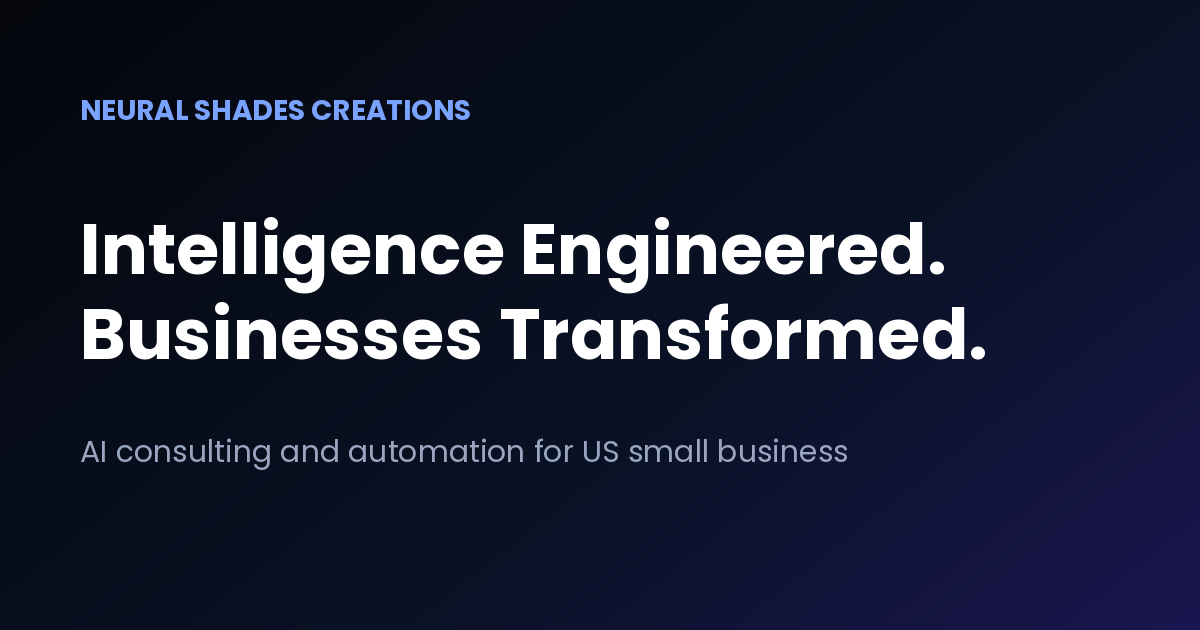 NEURAL SHADES CREATIONS
Intelligence Engineered.
Businesses Transformed.
AI consulting and automation for US small business